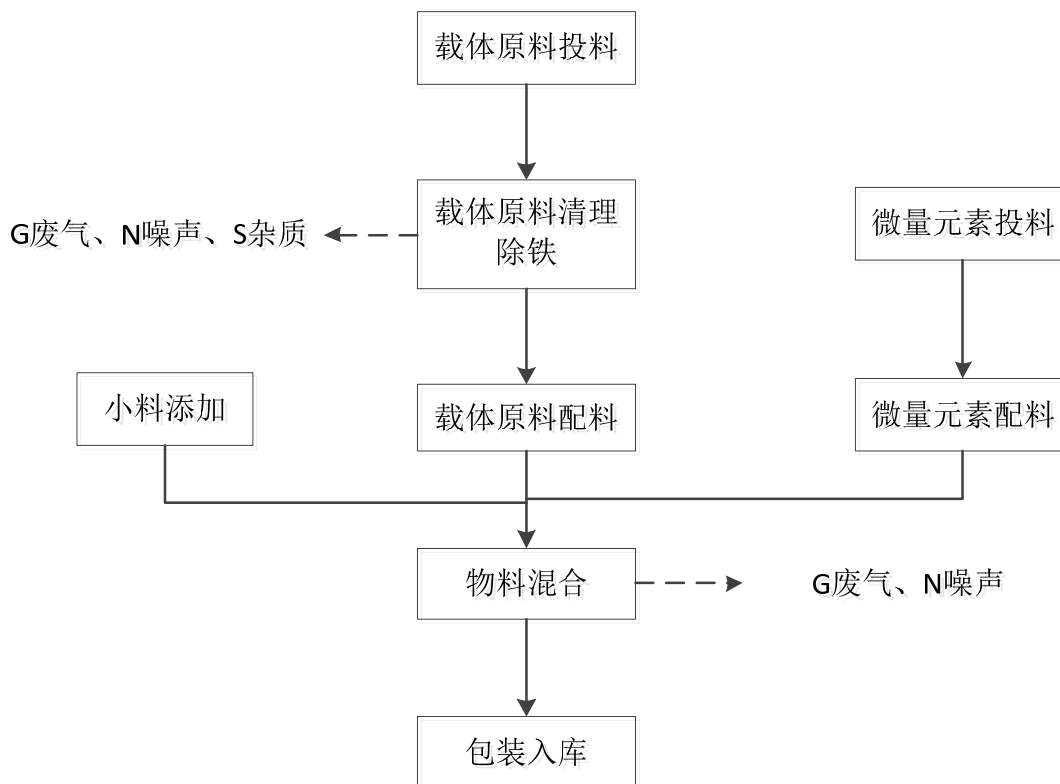 载体原料投料
载体原料清理
除铁
G废气、N噪声、S杂质
微量元素投料
小料添加
载体原料配料
微量元素配料
物料混合
G废气、N噪声
包装入库